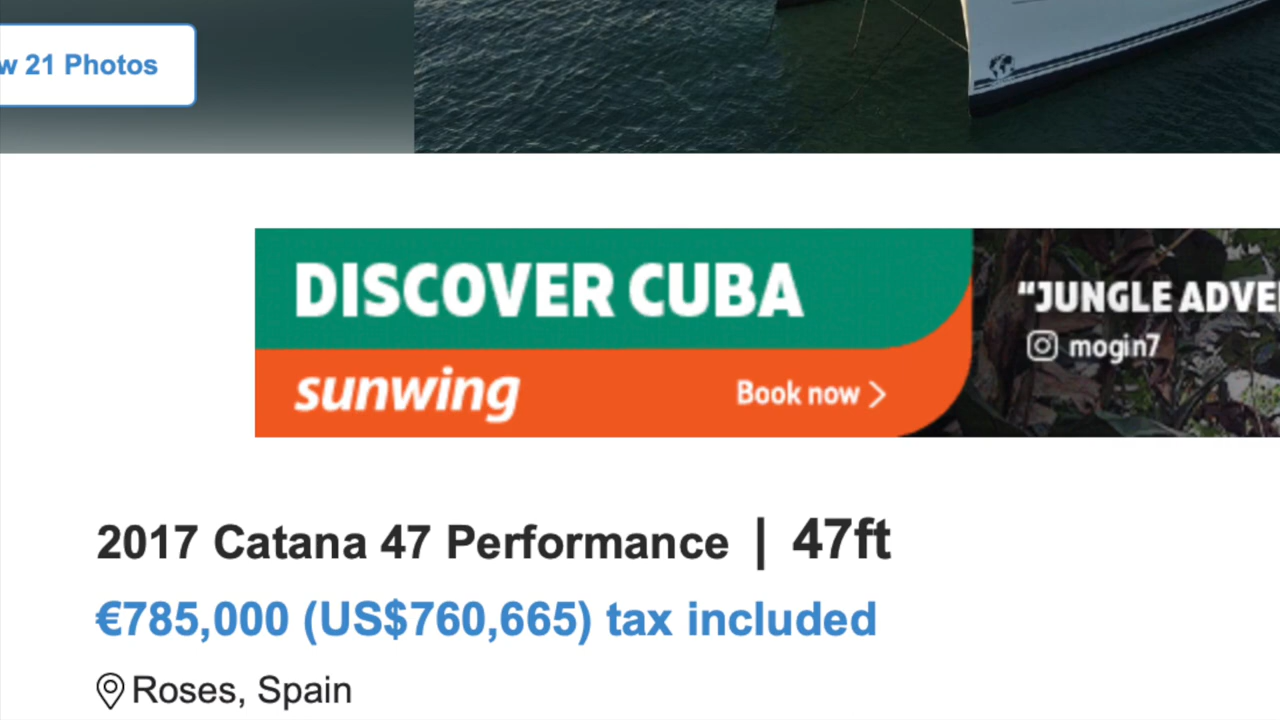 w 21 Photos
DISCOVER CUBA
sunwing
Book now >
“JUNGLE ADVE
mogin7
2017 Catana 47 Performance | 47ft
€785,000 (US$760,665) tax included
Roses, Spain